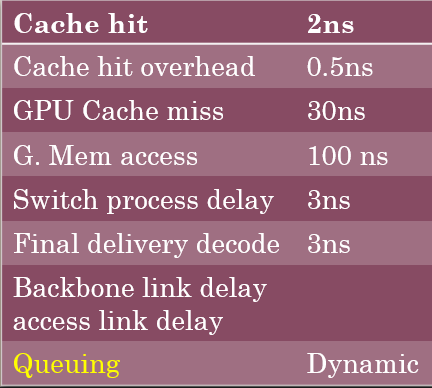 Cache hit 2ns
Cache hit overhead 0.5ns
GPU Cache miss 30ns
G. Mem access 100 ns
Switch process delay 3ns
Final delivery decode 3ns
Backbone link delay
access link delay
Queuing Dynamic